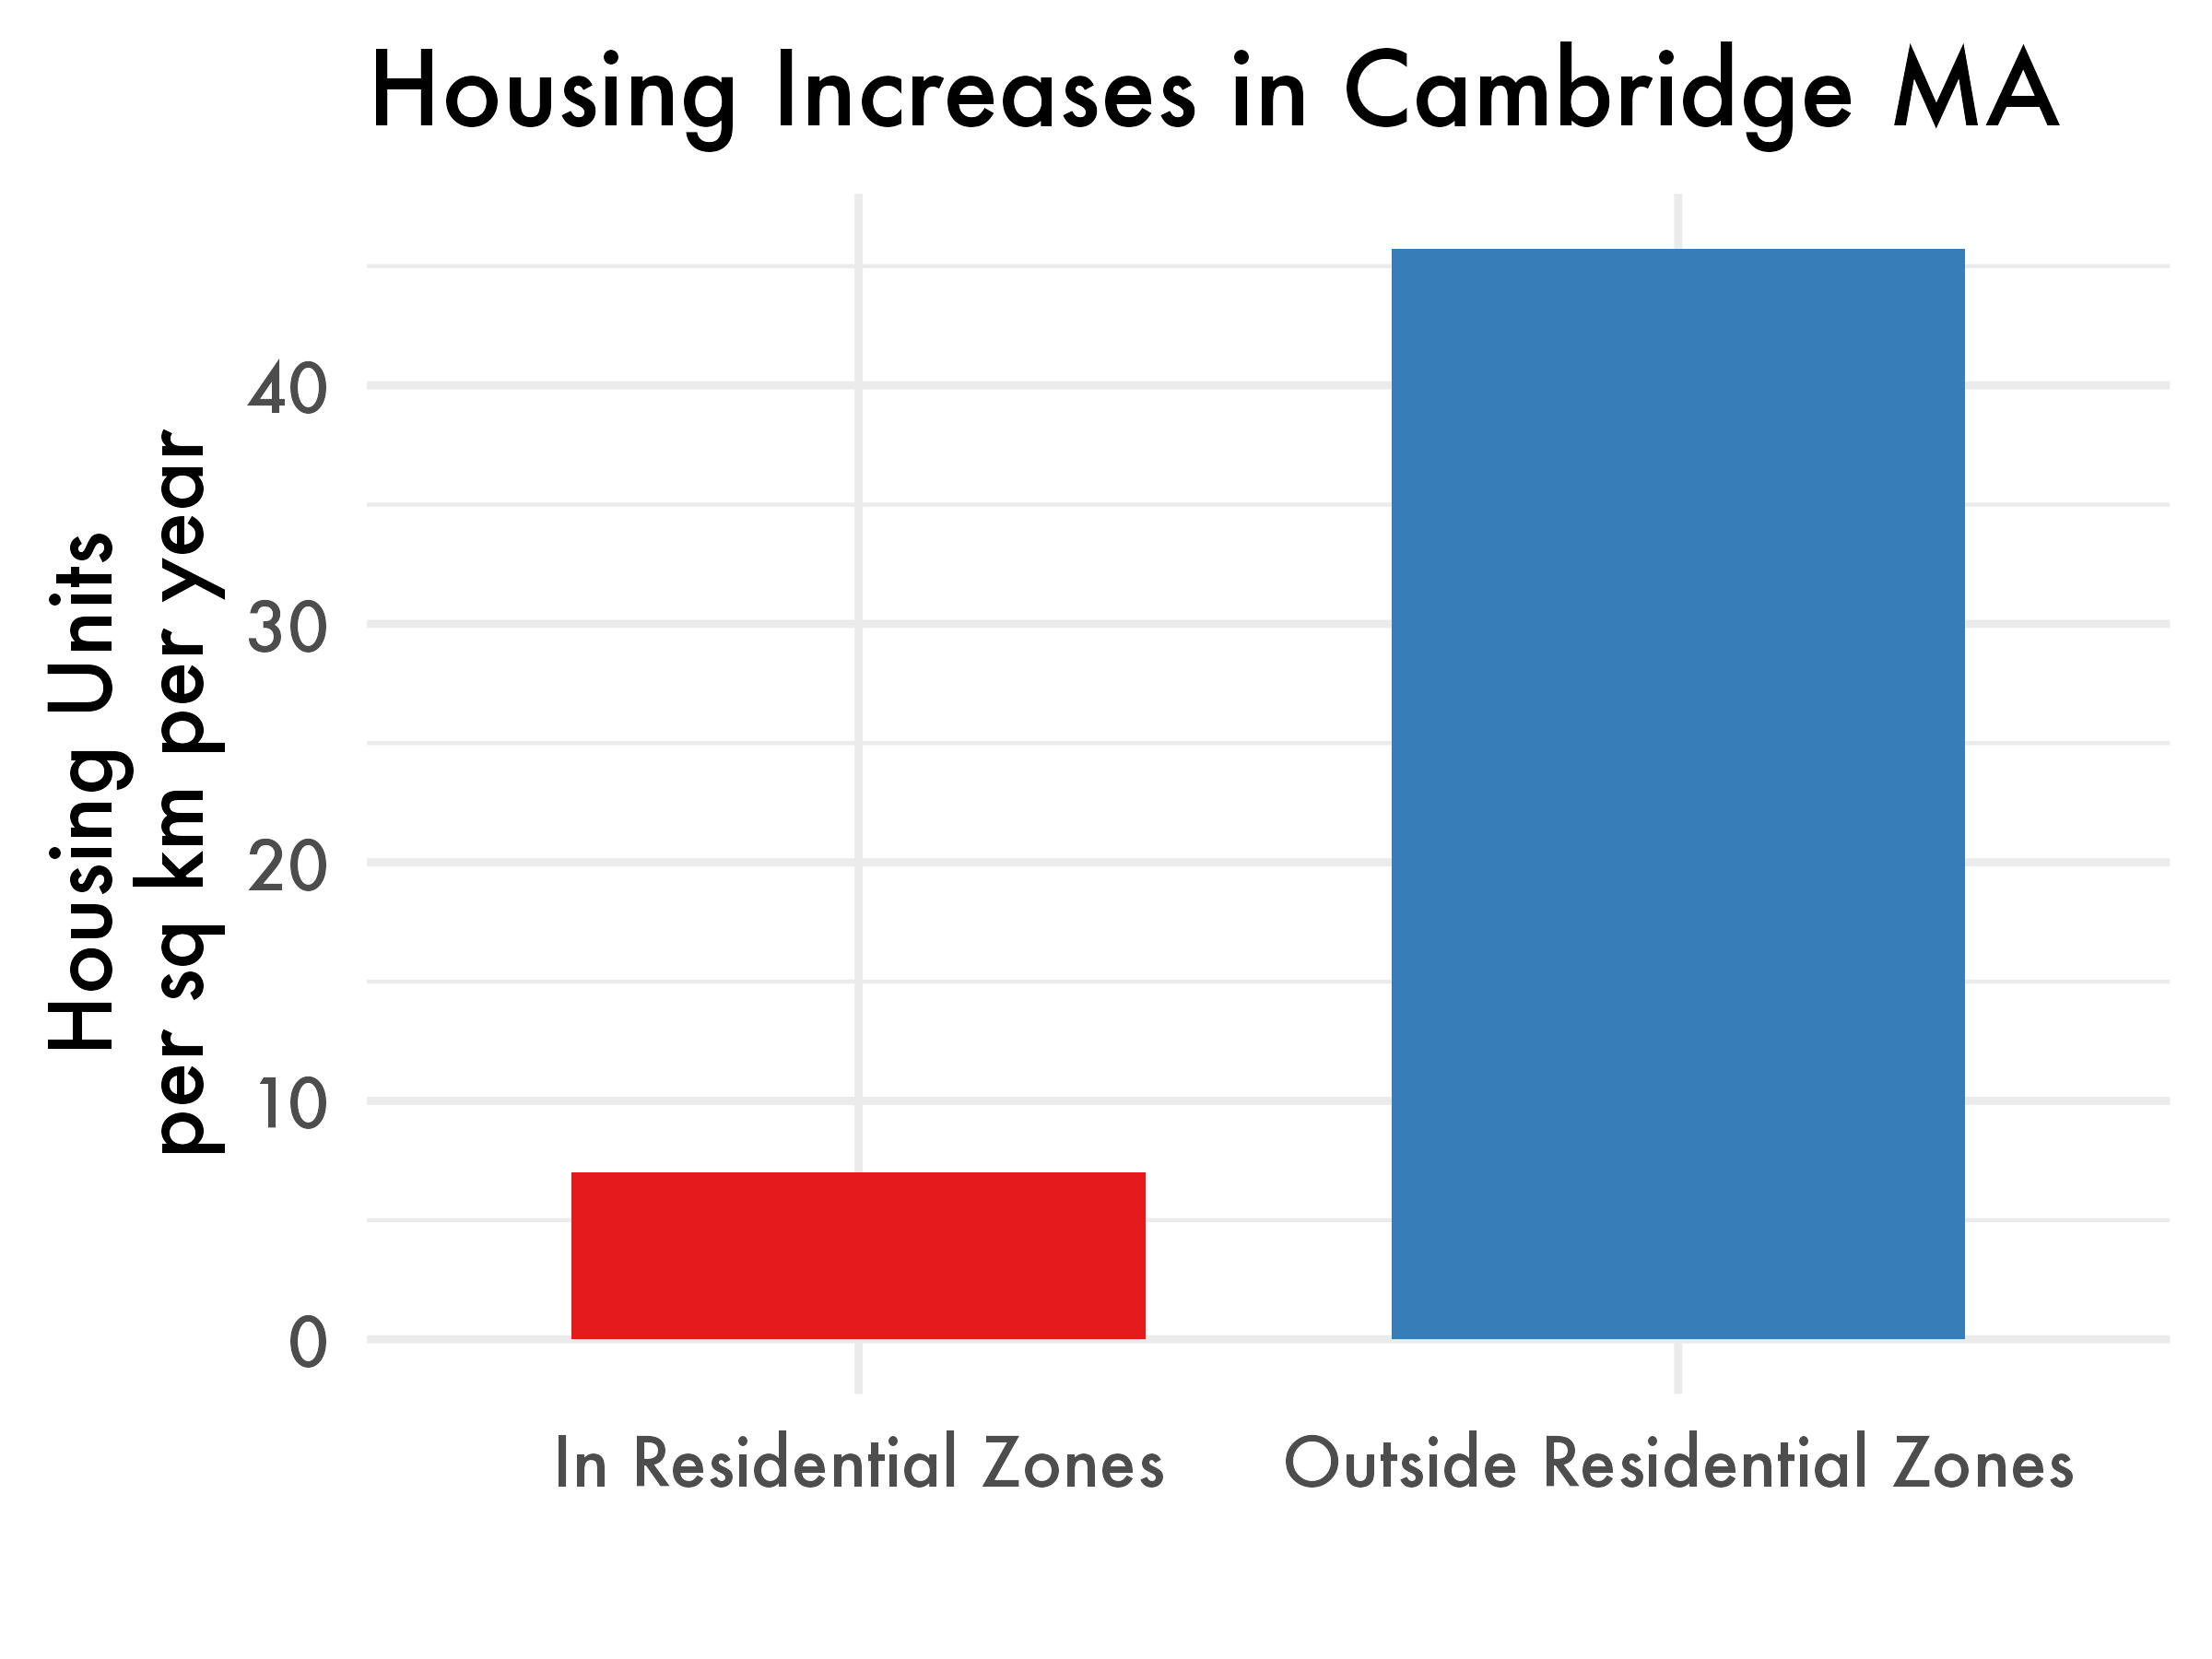 Housing Increases in Cambridge MA
Housing Units
per sq km per year
40
30
20
10
0
In Residential Zones
Outside Residential Zones